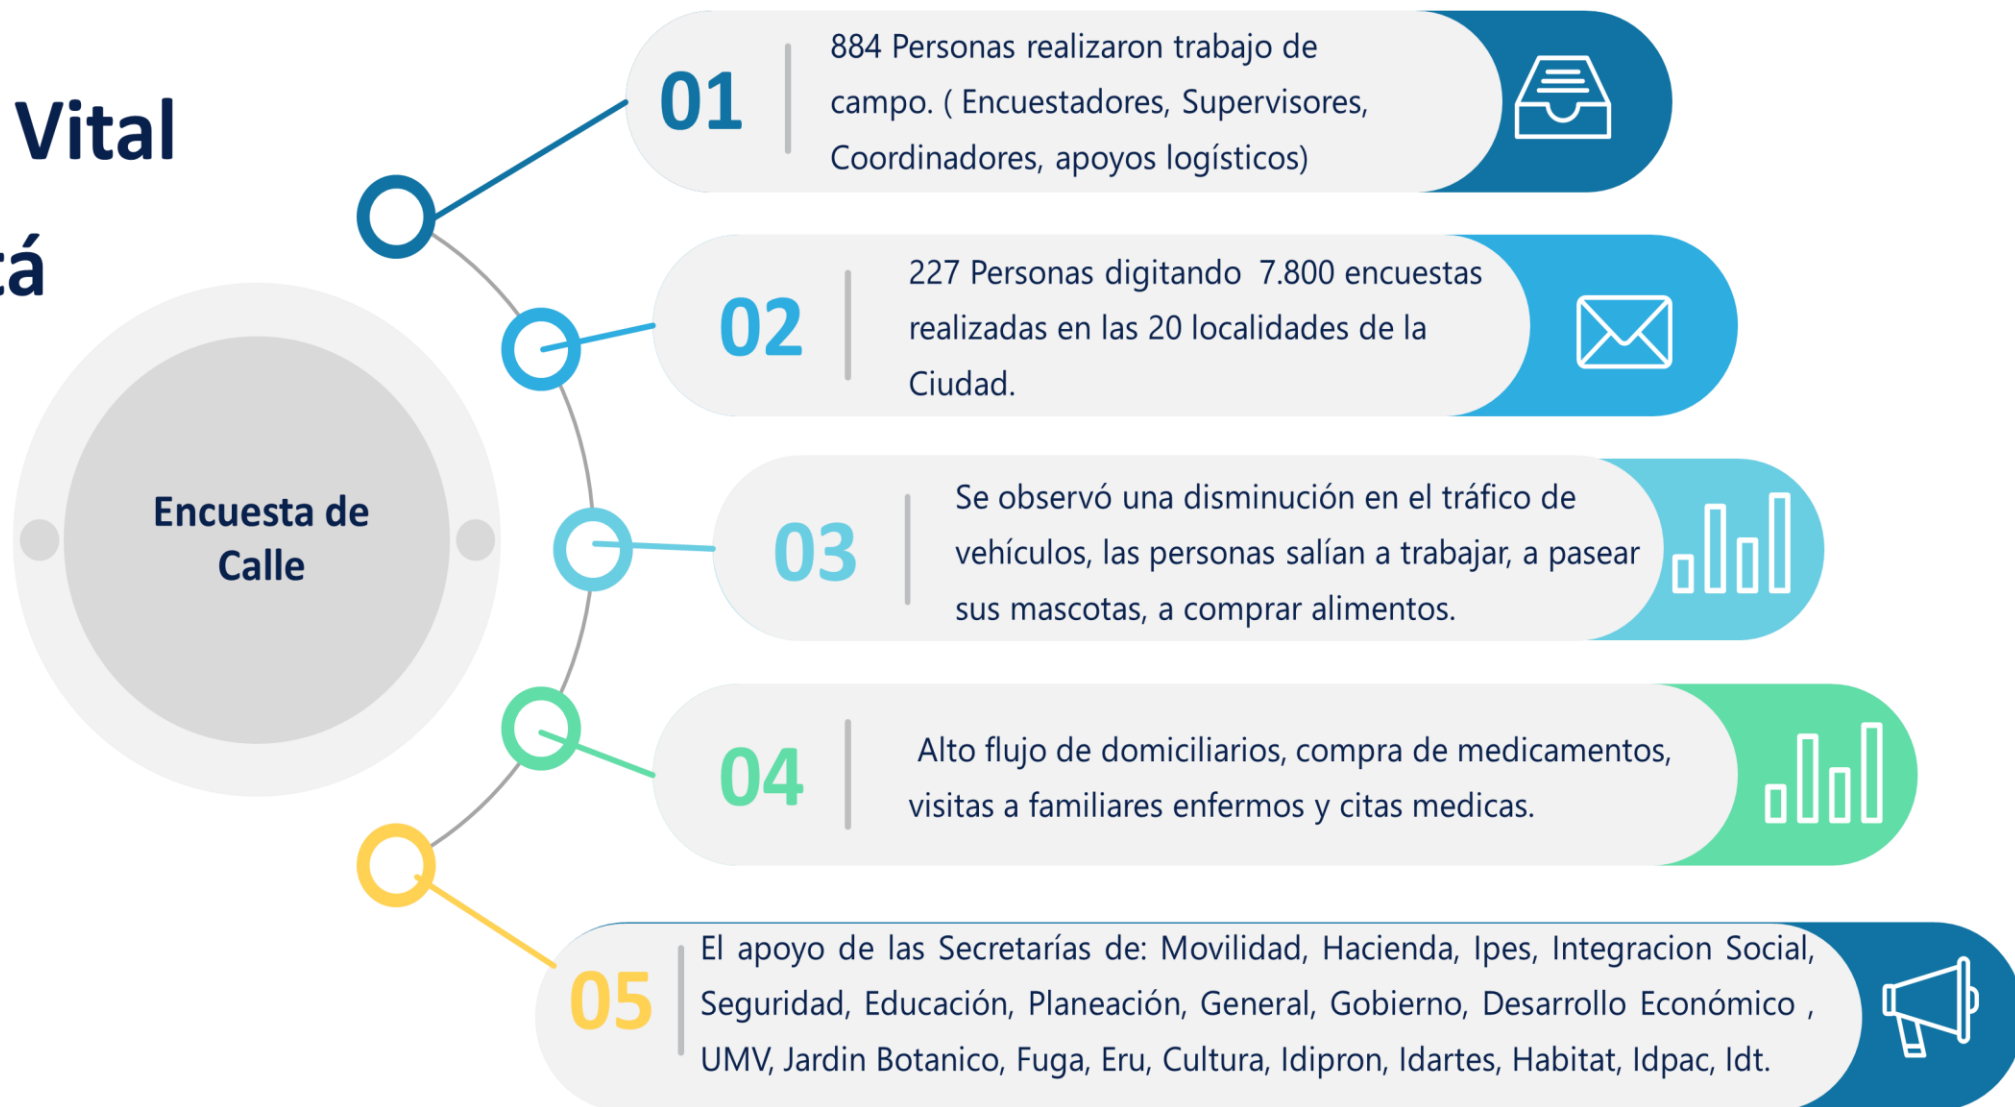 Vital
tá
Encuesta de
Calle
01
884 Personas realizaron trabajo de
campo. ( Encuestadores, Supervisores,
Coordinadores, apoyos logísticos)
02
227 Personas digitando 7.800 encuestas
realizadas en las 20 localidades de la
Ciudad.
03
Se observó una disminución en el tráfico de
vehículos, las personas salían a trabajar, a pasear
sus mascotas, a comprar alimentos.
04
Alto flujo de domiciliarios, compra de medicamentos,
visitas a familiares enfermos y citas medicas.
05
El apoyo de las Secretarías de: Movilidad, Hacienda, Ipes, Integracion Social,
Seguridad, Educación, Planeación, General, Gobierno, Desarrollo Económico ,
UMV, Jardin Botanico, Fuga, Eru, Cultura, Idipron, Idartes, Habitat, Idpac, Idt.